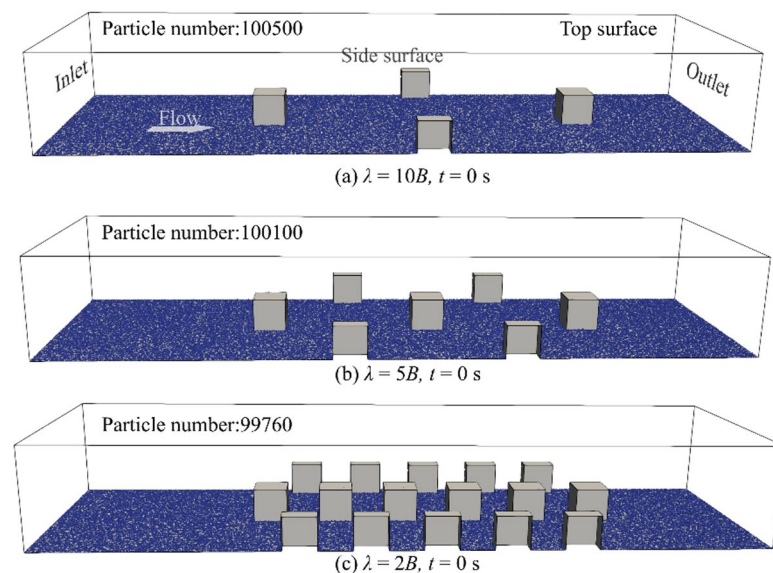 Particle number:100500
Top surface
Side surface
Inlet
Outlet
Flow
(a) λ = 10B, t = 0 s
Particle number:100100
(b) λ = 5B, t = 0 s
Particle number:99760
(c) λ = 2B, t = 0 s